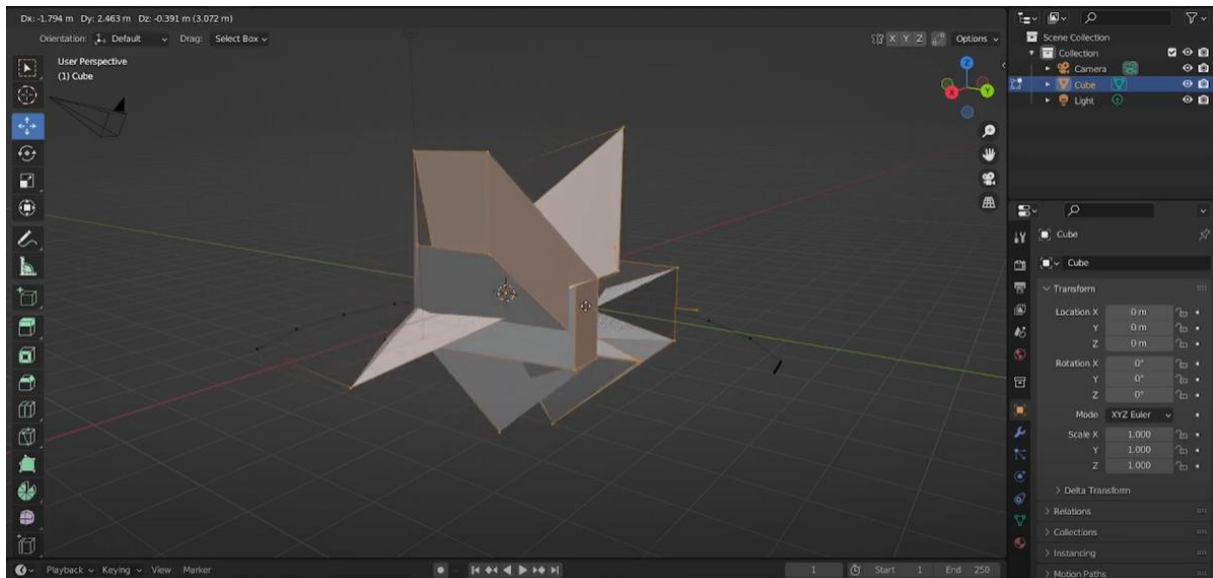 Dx: -1.794 m Dy: 2.463 m Dz: -0.391 m (3.072 m)
Orientation: Default Drag: Select Box X Y Z Options
User Perspective
(1) Cube
Z
X
Y
Scene Collection
Collection
Camera
Cube
Light
Cube
Cube
Transform
Location X 0 m
Y 0 m
Z 0 m
Rotation X 0°
Y 0°
Z 0°
Mode XYZ Euler
Scale X 1.000
Y 1.000
Z 1.000
Delta Transform
Relations
Collections
Instancing
Motion Paths
Playback Keying View Marker 1 Start 1 End 250